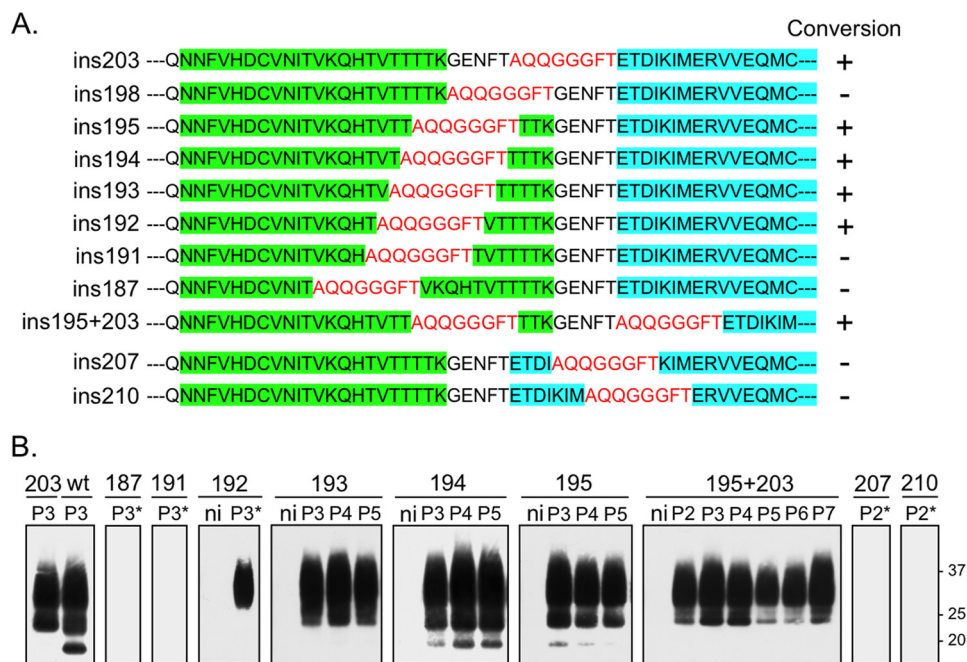 A.
Conversion
ins203 ---QNNFVHDCVNITVKQHTVTTTTKGENFTAQQGGGFTETDIKIMERVVEQMC--- +
ins198 ---QNNFVHDCVNITVKQHTVTTTTKAQQGGGFTGENFTETDIKIMERVVEQMC--- -
ins195 ---QNNFVHDCVNITVKQHTVTTAQQGGGFTTTKGENFTETDIKIMERVVEQMC--- +
ins194 ---QNNFVHDCVNITVKQHTVTAQQGGGFTTTTKGENFTETDIKIMERVVEQMC--- +
ins193 ---QNNFVHDCVNITVKQHTVAQQGGGFTTTTTKGENFTETDIKIMERVVEQMC--- +
ins192 ---QNNFVHDCVNITVKQHTAQQGGGFTVTTTTKGENFTETDIKIMERVVEQMC--- +
ins191 ---QNNFVHDCVNITVKQHAQQGGGFTTVTTTTKGENFTETDIKIMERVVEQMC--- -
ins187 ---QNNFVHDCVNITAQQGGGFTVKQHTVTTTTKGENFTETDIKIMERVVEQMC--- -
ins195+203 ---QNNFVHDCVNITVKQHTVTTAQQGGGFTTTKGENFTAQQGGGFTETDIKIM--- +
ins207 ---QNNFVHDCVNITVKQHTVTTTTKGENFTETDIAQQGGGFTKIMERVVEQMC--- -
ins210 ---QNNFVHDCVNITVKQHTVTTTTKGENFTETDIKIMAQQGGGFTERVVEQMC--- -
B.
203 wt 187 191 192 193 194 195 195+203 207 210
P3 P3 P3* P3* ni P3* ni P3 P4 P5 ni P3 P4 P5 ni P3 P4 P5 ni P2 P3 P4 P5 P6 P7 P2* P2*
- 37
- 25
- 20